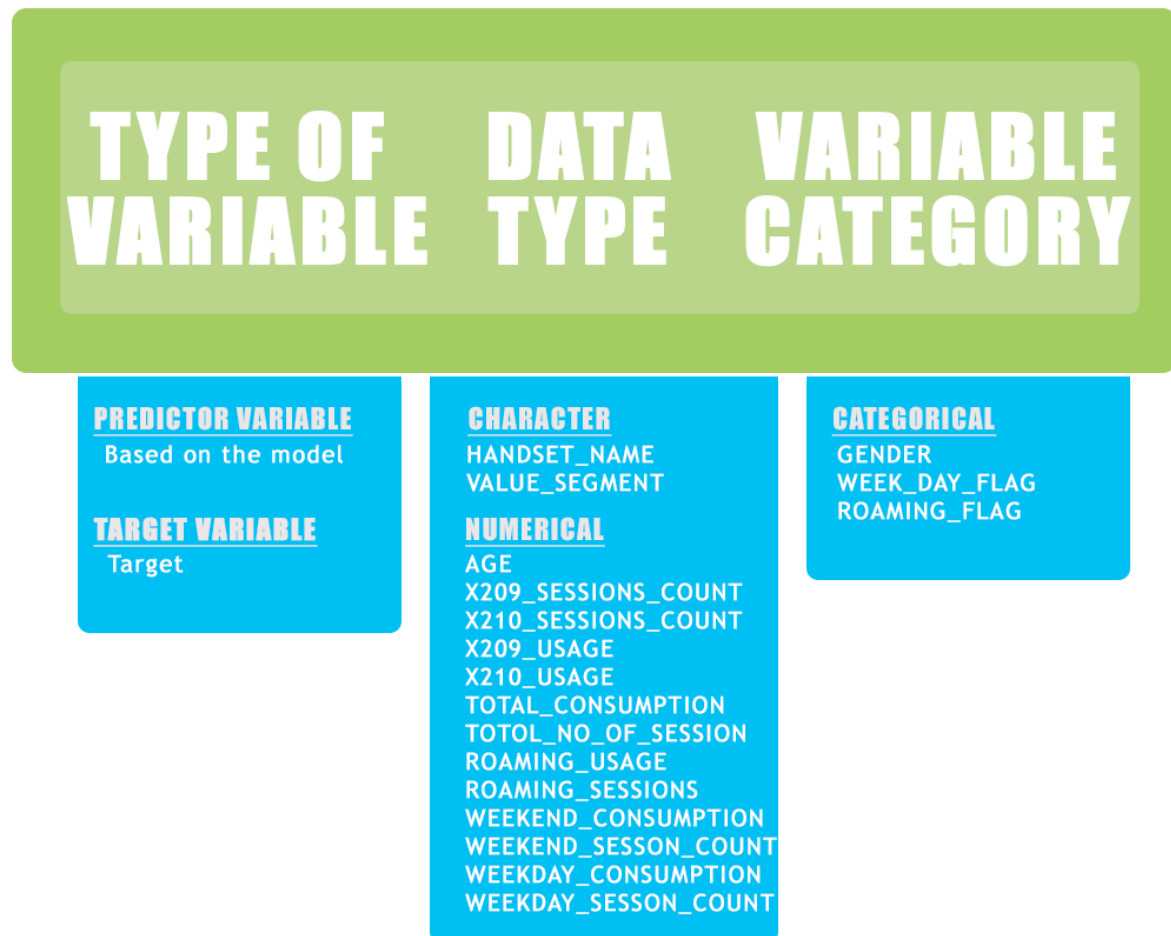 TYPE OF
VARIABLE
DATA
TYPE
VARIABLE
CATEGORY
PREDICTOR VARIABLE
Based on the model
TARGET VARIABLE
Target
CHARACTER
HANDSET_NAME
VALUE_SEGMENT
NUMERICAL
AGE
X209_SESSIONS_COUNT
X210_SESSIONS_COUNT
X209_USAGE
X210_USAGE
TOTAL_CONSUMPTION
TOTOL_NO_OF_SESSION
ROAMING_USAGE
ROAMING_SESSIONS
WEEKEND_CONSUMPTION
WEEKEND_SESSON_COUNT
WEEKDAY_CONSUMPTION
WEEKDAY_SESSON_COUNT
CATEGORICAL
GENDER
WEEK_DAY_FLAG
ROAMING_FLAG